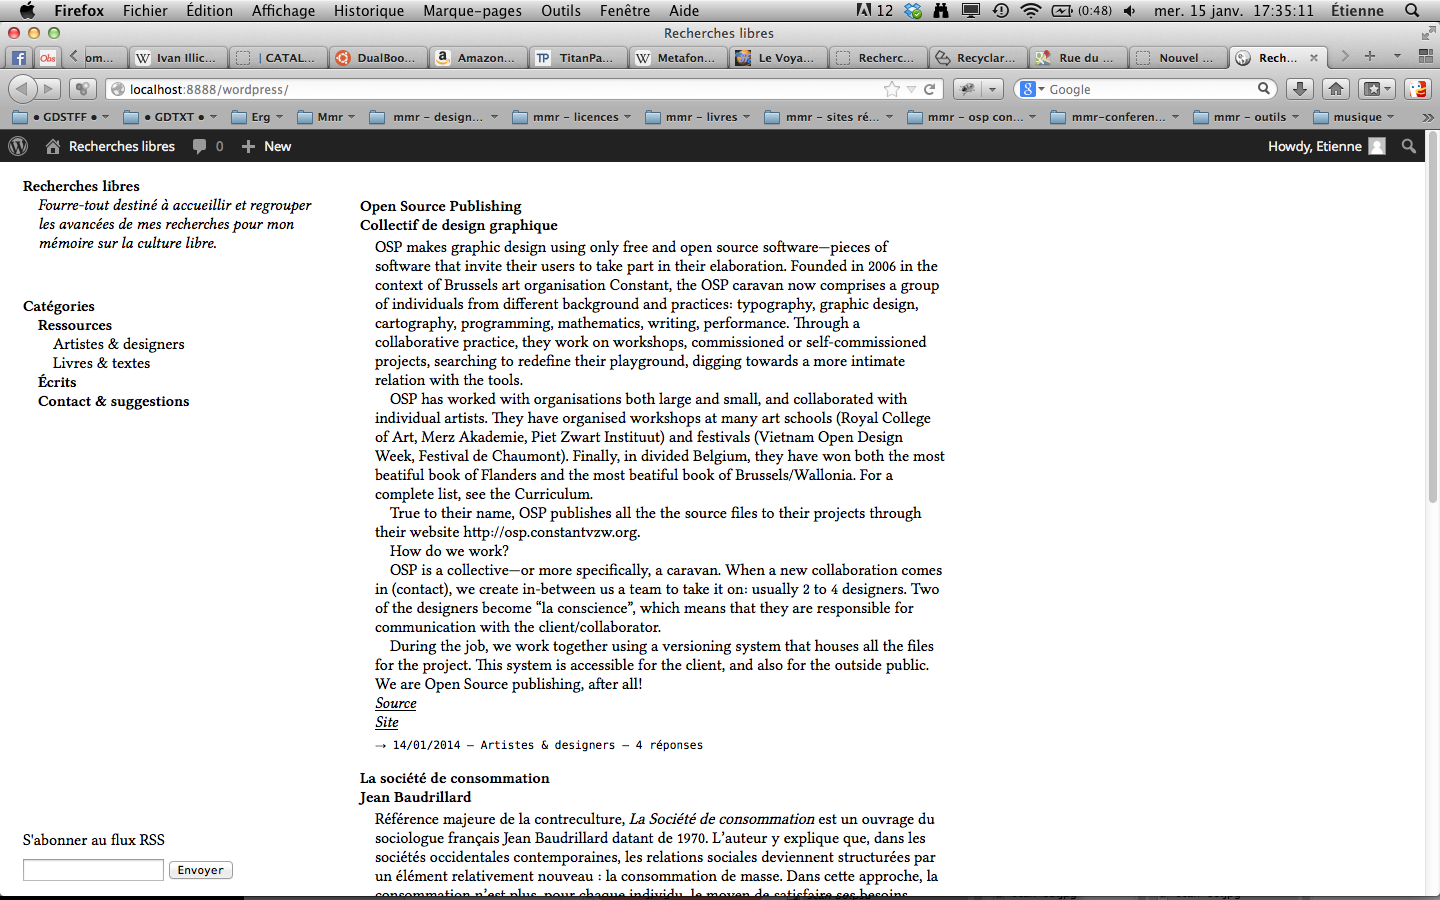 Firefox Fichier Édition Affichage Historique Marque-pages Outils Fenêtre Aide 12 (0:48) mer. 15 janv. 17:35:11 Étienne
Recherches libres
f Obs om... W Ivan Illic... | CATAL... DualBoo... a Amazon... TP TitanPa... W Metafon... Le Voya... Recherc... Recyclar... Rue du ... Nouvel ... Rech...
localhost:8888/wordpress/ Google
• GDSTFF • • GDTXT • Erg Mmr mmr - design... mmr - licences mmr - livres mmr - sites ré... mmr - osp con... mmr-conferen... mmr - outils musique
Recherches libres 0 New Howdy, Etienne
Recherches libres
Fourre-tout destiné à accueillir et regrouper
les avancées de mes recherches pour mon
mémoire sur la culture libre.
Catégories
Ressources
Artistes & designers
Livres & textes
Écrits
Contact & suggestions
S'abonner au flux RSS
Envoyer
Open Source Publishing
Collectif de design graphique
OSP makes graphic design using only free and open source software—pieces of
software that invite their users to take part in their elaboration. Founded in 2006 in the
context of Brussels art organisation Constant, the OSP caravan now comprises a group
of individuals from different background and practices: typography, graphic design,
cartography, programming, mathematics, writing, performance. Through a
collaborative practice, they work on workshops, commissioned or self-commissioned
projects, searching to redefine their playground, digging towards a more intimate
relation with the tools.
OSP has worked with organisations both large and small, and collaborated with
individual artists. They have organised workshops at many art schools (Royal College
of Art, Merz Akademie, Piet Zwart Instituut) and festivals (Vietnam Open Design
Week, Festival de Chaumont). Finally, in divided Belgium, they have won both the most
beatiful book of Flanders and the most beatiful book of Brussels/Wallonia. For a
complete list, see the Curriculum.
True to their name, OSP publishes all the the source files to their projects through
their website http://osp.constantvzw.org.
How do we work?
OSP is a collective—or more specifically, a caravan. When a new collaboration comes
in (contact), we create in-between us a team to take it on: usually 2 to 4 designers. Two
of the designers become “la conscience”, which means that they are responsible for
communication with the client/collaborator.
During the job, we work together using a versioning system that houses all the files
for the project. This system is accessible for the client, and also for the outside public.
We are Open Source publishing, after all!
Source
Site
→ 14/01/2014 — Artistes & designers — 4 réponses
La société de consommation
Jean Baudrillard
Référence majeure de la contreculture, La Société de consommation est un ouvrage du
sociologue français Jean Baudrillard datant de 1970. L’auteur y explique que, dans les
sociétés occidentales contemporaines, les relations sociales deviennent structurées par
un élément relativement nouveau : la consommation de masse. Dans cette approche, la
consommation n’est plus, pour chaque individu, le moyen de satisfaire ses besoins